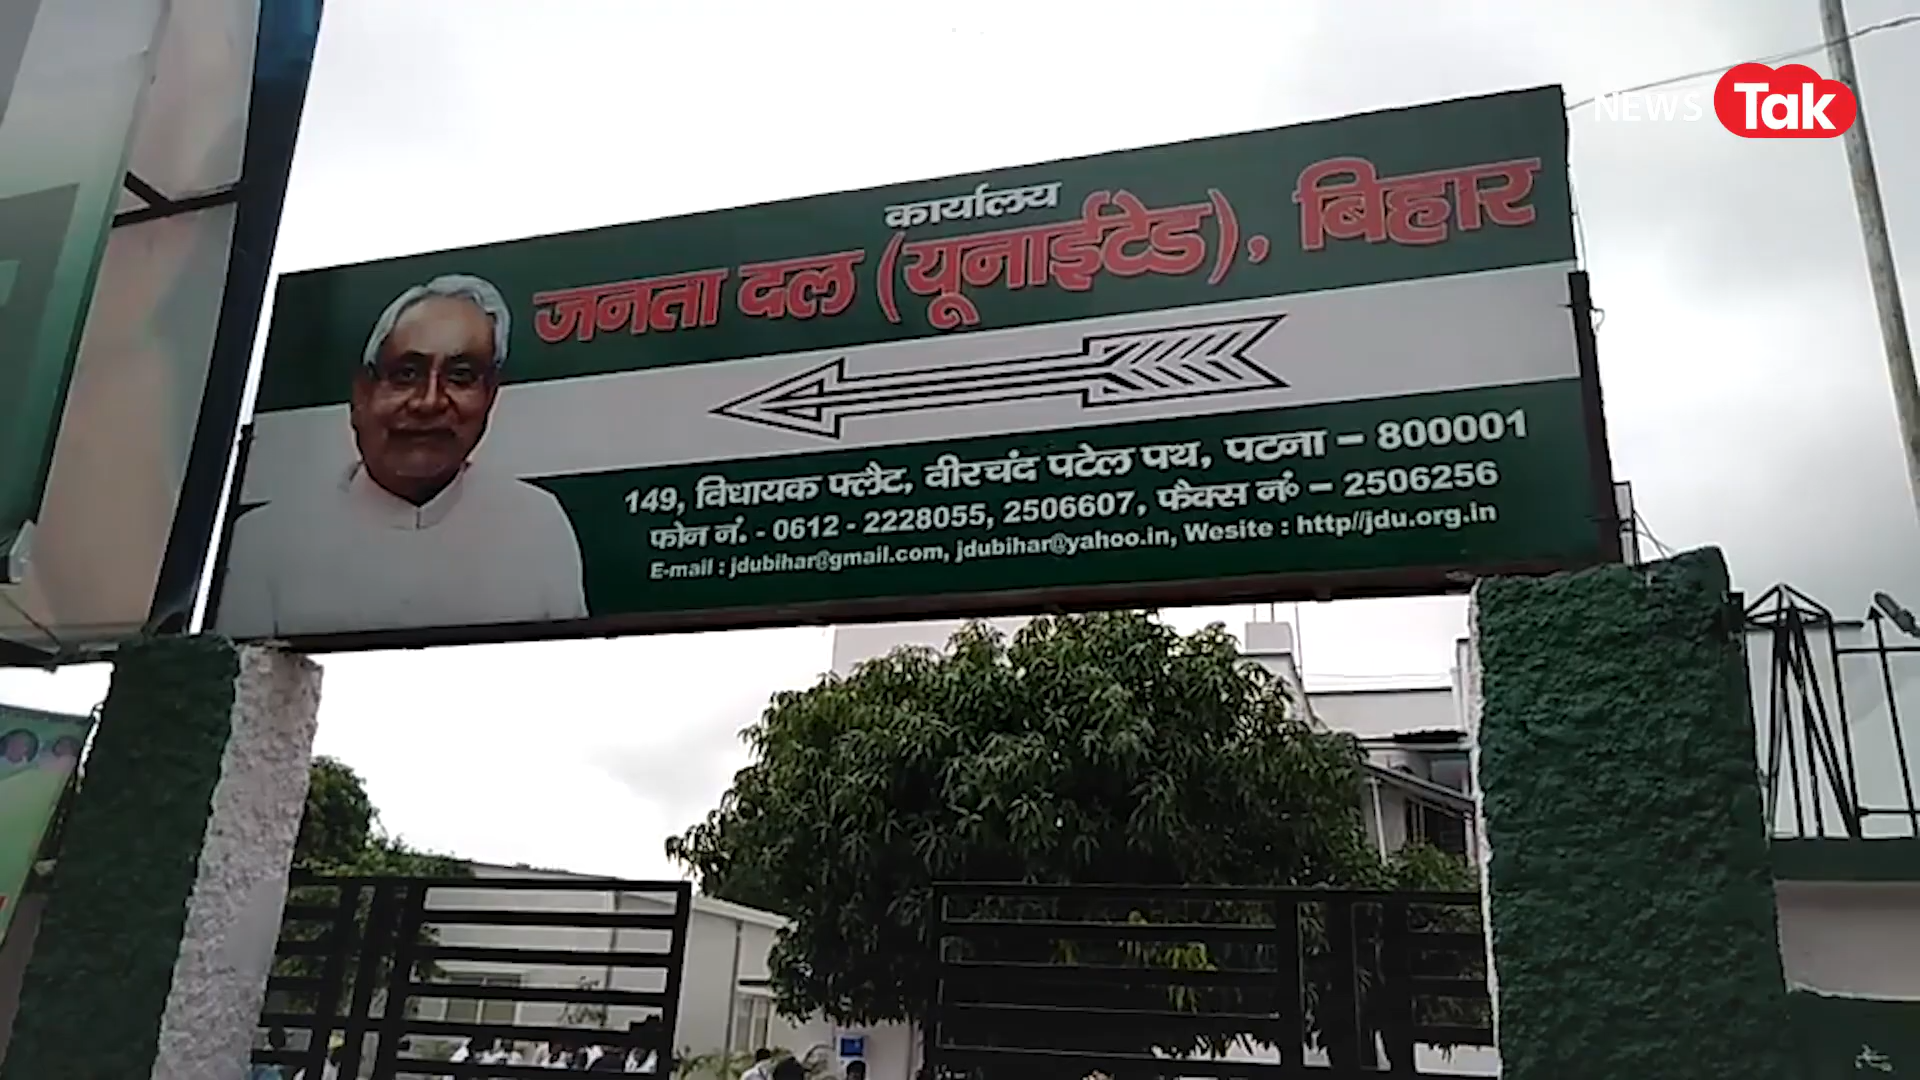 NEWS Tak
कार्यालय
जनता दल (यूनाईटेड), बिहार
149, विधायक फ्लैट, वीरचंद पटेल पथ, पटना – 800001
फोन नं. - 0612 - 2228055, 2506607, फैक्स नं० – 2506256
E-mail : jdubihar@gmail.com, jdubihar@yahoo.in, Wesite : http//jdu.org.in